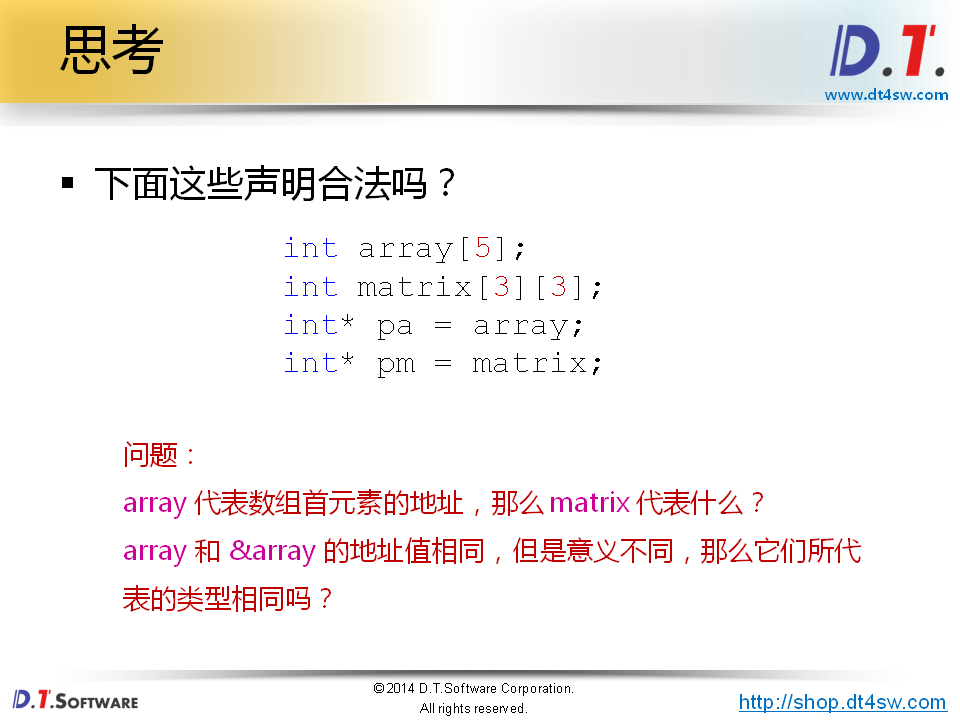 思考
D.T.
www.dt4sw.com
▪ 下面这些声明合法吗？
int array[5];
int matrix[3][3];
int* pa = array;
int* pm = matrix;
问题：
array 代表数组首元素的地址，那么 matrix 代表什么？
array 和 &array 的地址值相同，但是意义不同，那么它们所代
表的类型相同吗？
D.T.SOFTWARE
©2014 D.T.Software Corporation.
All rights reserved.
http://shop.dt4sw.com